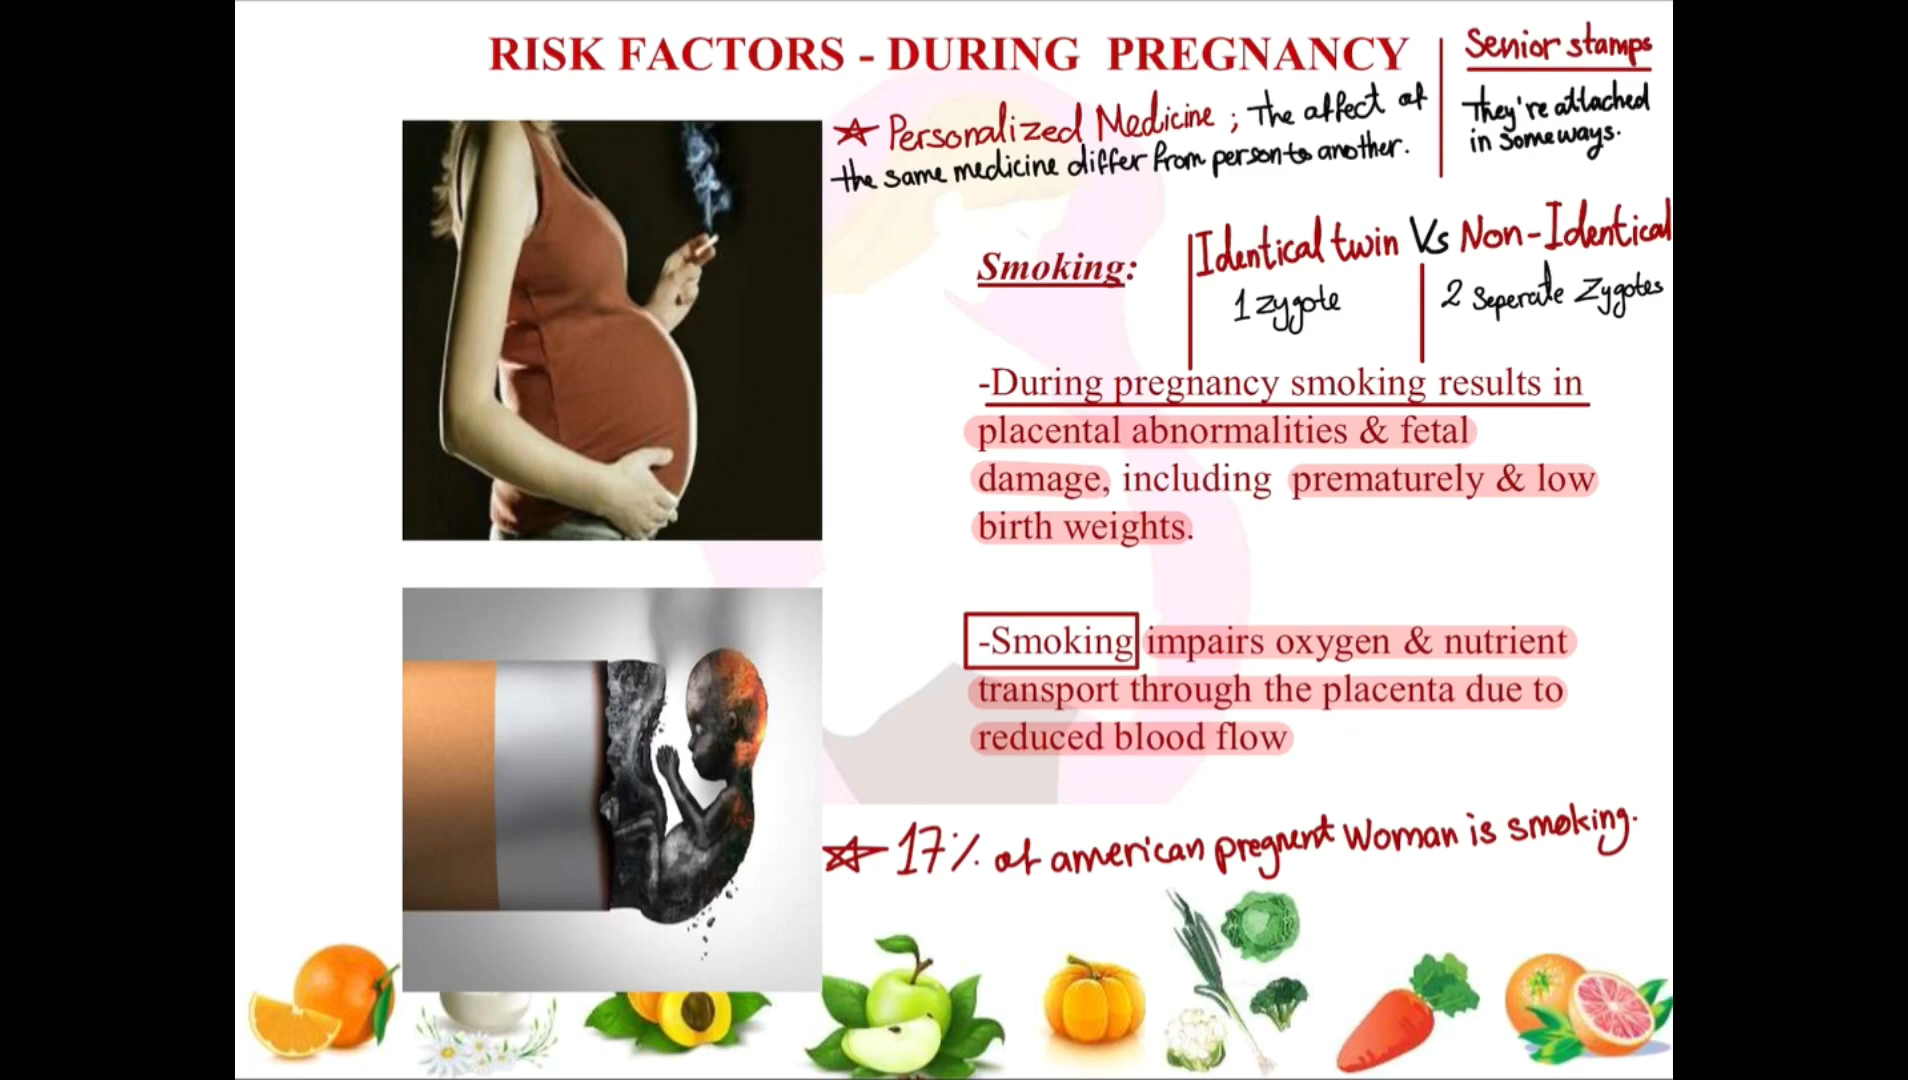 RISK FACTORS - DURING PREGNANCY
Senior stamps
They're attached
in some ways.
☆ Personalized Medicine ; The affect of
the same medicine differ from person to another.
Identical twin Vs Non-Identical
1 zygote
2 Seperate Zygotes
Smoking:
-During pregnancy smoking results in
placental abnormalities & fetal
damage, including prematurely & low
birth weights.
-Smoking impairs oxygen & nutrient
transport through the placenta due to
reduced blood flow
☆ 17% of american pregnent Woman is smoking.